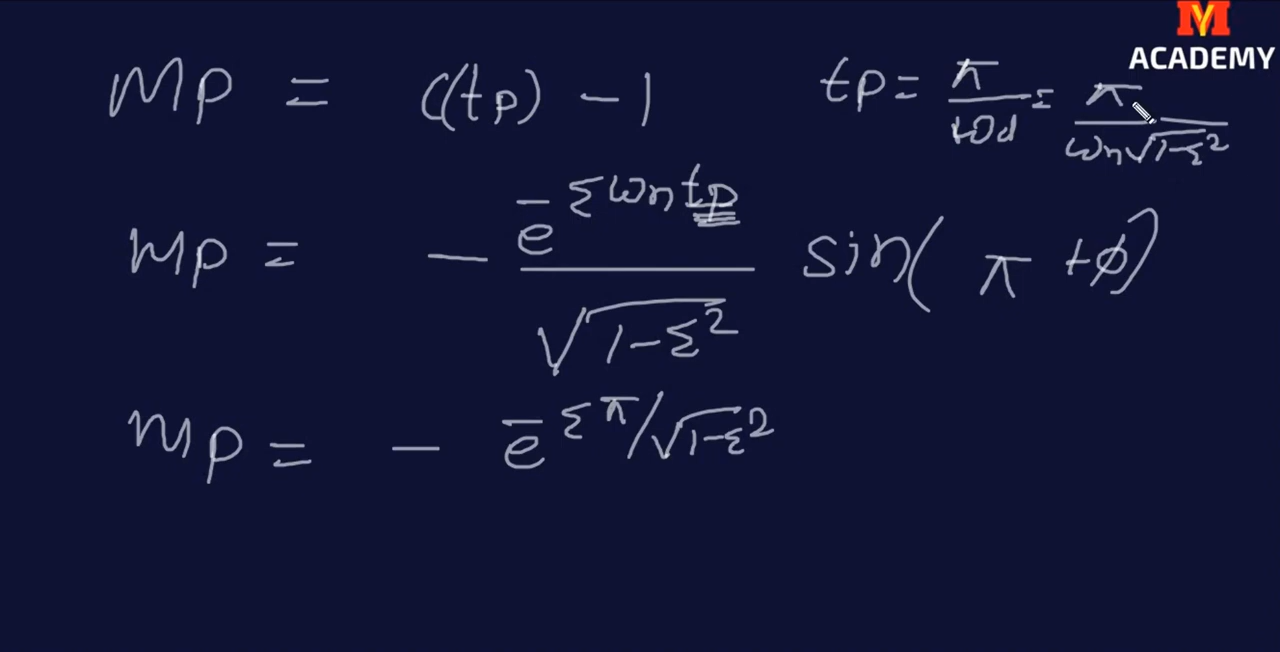 M
ACADEMY
Mp = c(tp) - 1
tp = π/ωd = π/ωn√1-ξ²
Mp = - e^-ξωntp/√1-ξ² sin(π+ϕ)
Mp = - e^-ξπ/√1-ξ²